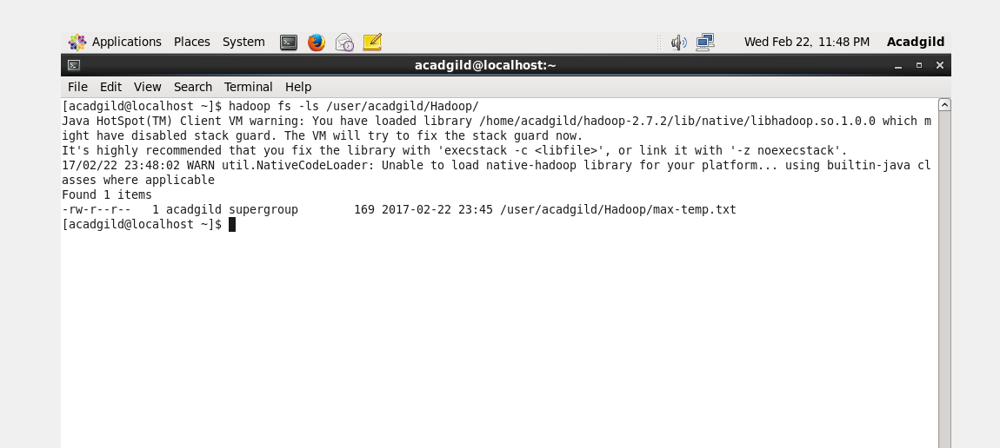 Applications Places System Wed Feb 22, 11:48 PM Acadgild
acadgild@localhost:~
File Edit View Search Terminal Help
[acadgild@localhost ~]$ hadoop fs -ls /user/acadgild/Hadoop/
Java HotSpot(TM) Client VM warning: You have loaded library /home/acadgild/hadoop-2.7.2/lib/native/libhadoop.so.1.0.0 which m
ight have disabled stack guard. The VM will try to fix the stack guard now.
It's highly recommended that you fix the library with 'execstack -c <libfile>', or link it with '-z noexecstack'.
17/02/22 23:48:02 WARN util.NativeCodeLoader: Unable to load native-hadoop library for your platform... using builtin-java cl
asses where applicable
Found 1 items
-rw-r--r--   1 acadgild supergroup        169 2017-02-22 23:45 /user/acadgild/Hadoop/max-temp.txt
[acadgild@localhost ~]$